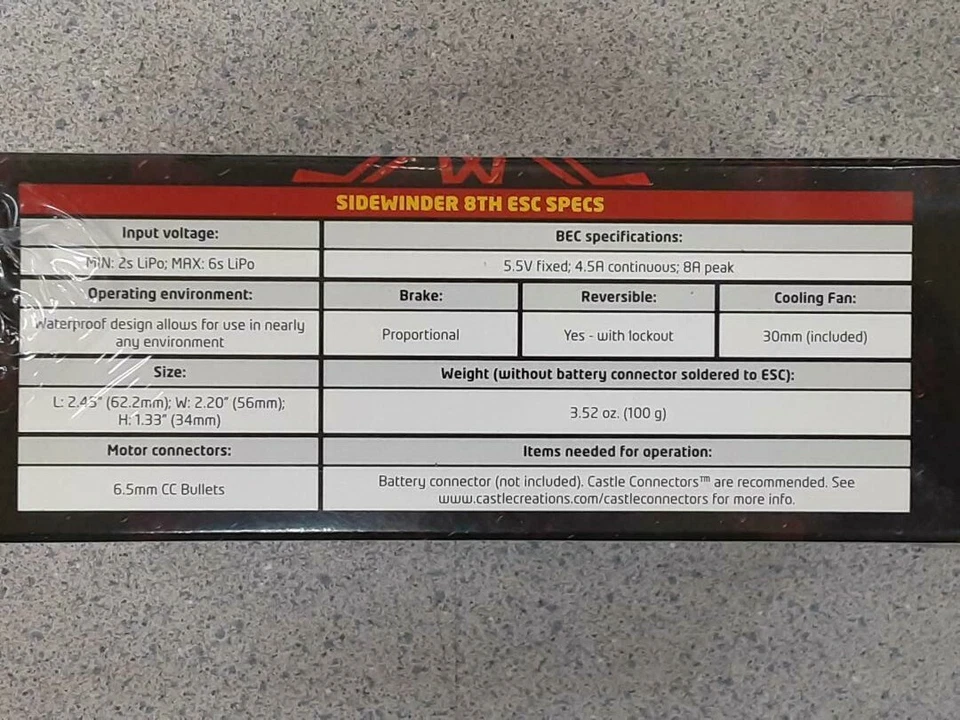 SIDEWINDER 8TH ESC SPECS
Input voltage:
BEC specifications:
MIN: 2s LiPo; MAX: 6s LiPo
5.5V fixed; 4.5A continuous; 8A peak
Operating environment:
Brake:
Reversible:
Cooling Fan:
Waterproof design allows for use in nearly
any environment
Proportional
Yes - with lockout
30mm (included)
Size:
Weight (without battery connector soldered to ESC):
L: 2.45" (62.2mm); W: 2.20" (56mm);
H: 1.33" (34mm)
3.52 oz. (100 g)
Motor connectors:
Items needed for operation:
6.5mm CC Bullets
Battery connector (not included). Castle Connectors™ are recommended. See
www.castlecreations.com/castleconnectors for more info.